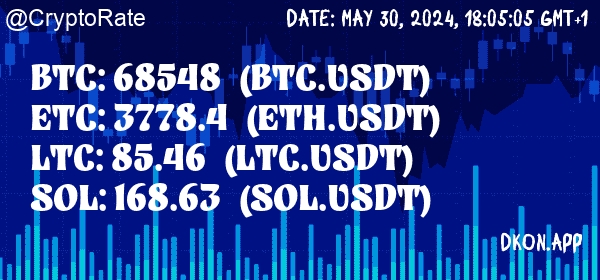 @CryptoRate
DATE: MAY 30, 2024, 18:05:05 GMT+1
BTC: 68548 (BTC.USDT)
ETC: 3778.4 (ETH.USDT)
LTC: 85.46 (LTC.USDT)
SOL: 168.63 (SOL.USDT)
DKON.APP